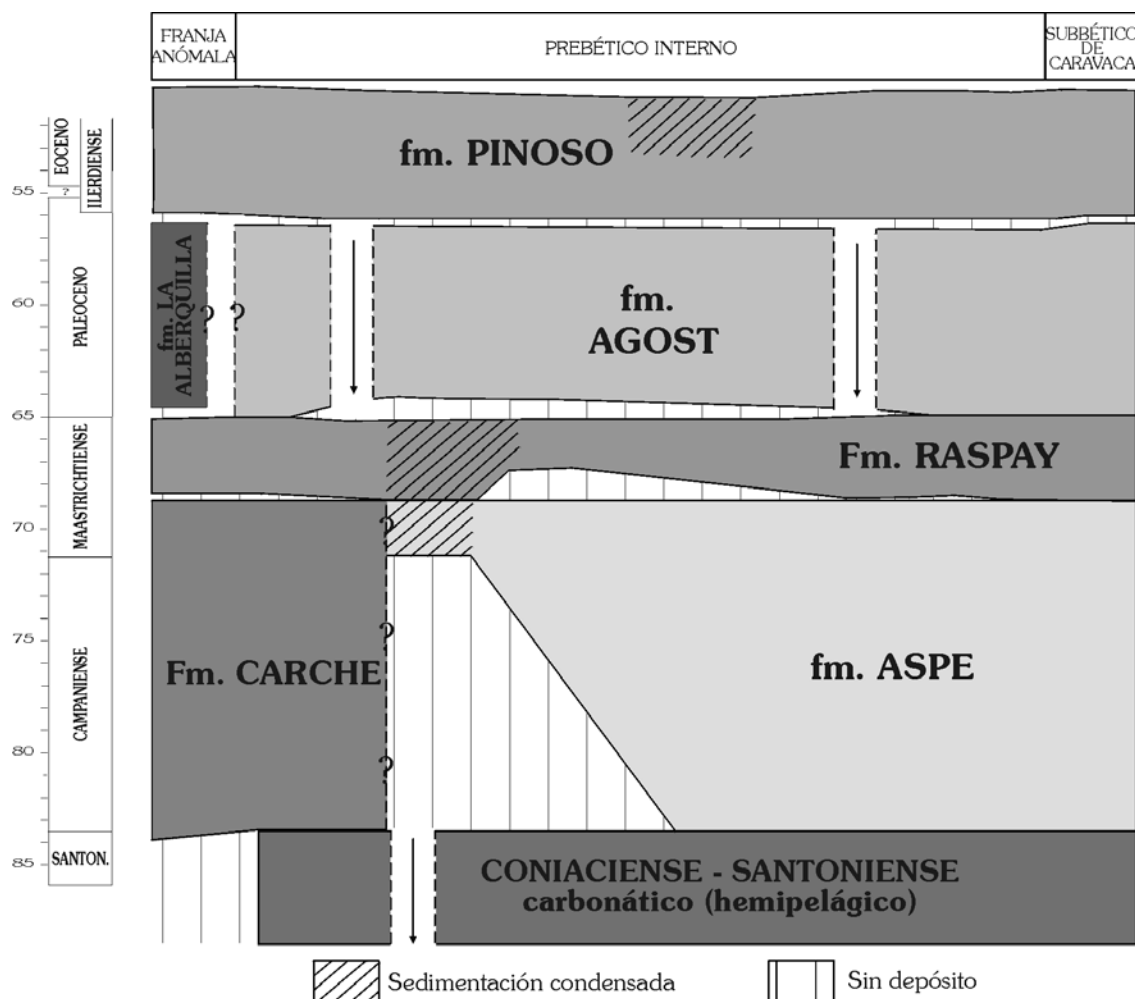 FRANJA
ANÓMALA
PREBÉTICO INTERNO
SUBBÉTICO
DE
CARAVACA
EOCENO
ILERDIENSE
?
55
PALEOCENO
60
65
MAASTRICHTIENSE
70
CAMPANIENSE
75
80
SANTON.
85
fm. PINOSO
fm. LA
ALBERQUILLA
?
?
fm.
AGOST
Fm. RASPAY
?
?
?
Fm. CARCHE
fm. ASPE
CONIACIENSE - SANTONIENSE
carbonático (hemipelágico)
Sedimentación condensada
Sin depósito